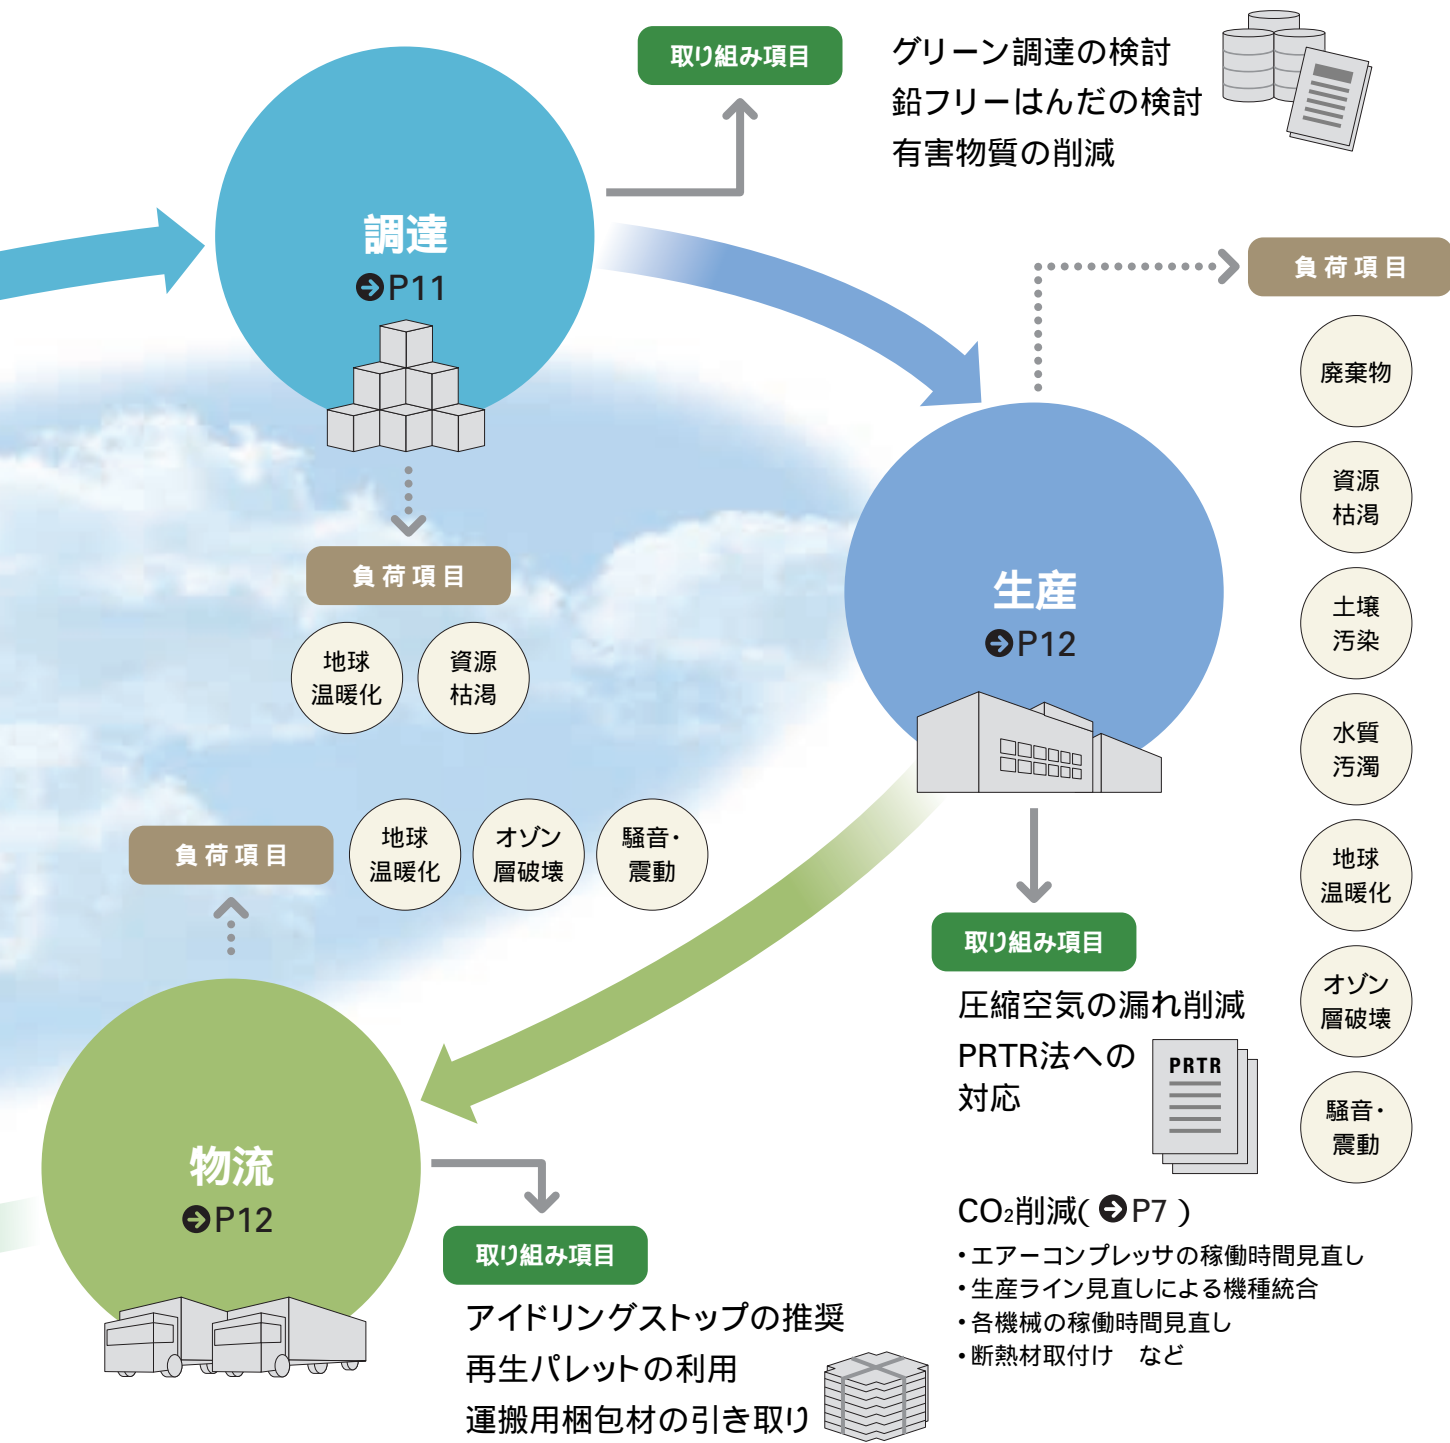 取り組み項目
グリーン調達の検討
鉛フリーはんだの検討
有害物質の削減
調達
P11
負荷項目
地球
温暖化
資源
枯渇
生産
P12
負荷項目
廃棄物
資源
枯渇
土壌
汚染
水質
汚濁
地球
温暖化
オゾン
層破壊
騒音・
震動
取り組み項目
圧縮空気の漏れ削減
PRTR法への
対応
PRTR
CO₂削減( P7 )
・エアーコンプレッサの稼働時間見直し
・生産ライン見直しによる機種統合
・各機械の稼働時間見直し
・断熱材取付け　など
負荷項目
地球
温暖化
オゾン
層破壊
騒音・
震動
物流
P12
取り組み項目
アイドリングストップの推奨
再生パレットの利用
運搬用梱包材の引き取り